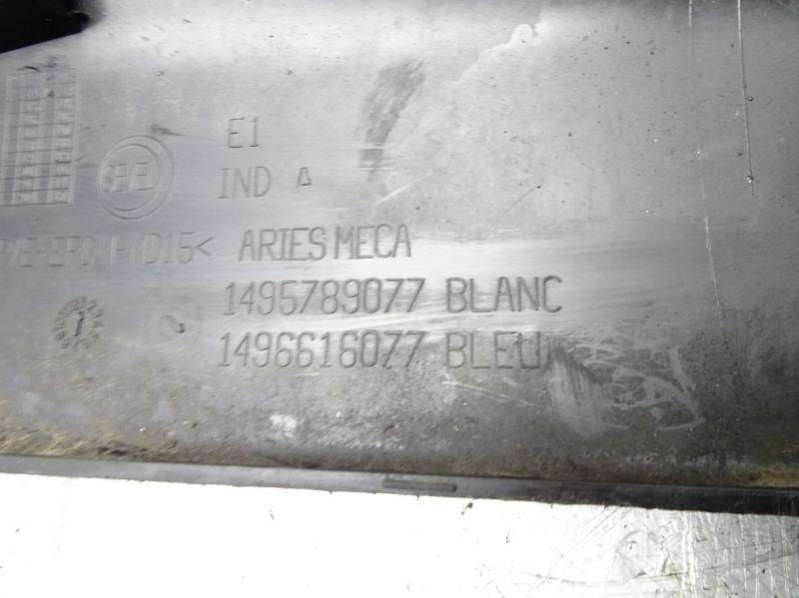 E1
IND A
ARIES MECA
1495789077 BLANC
1496616077 BLEU